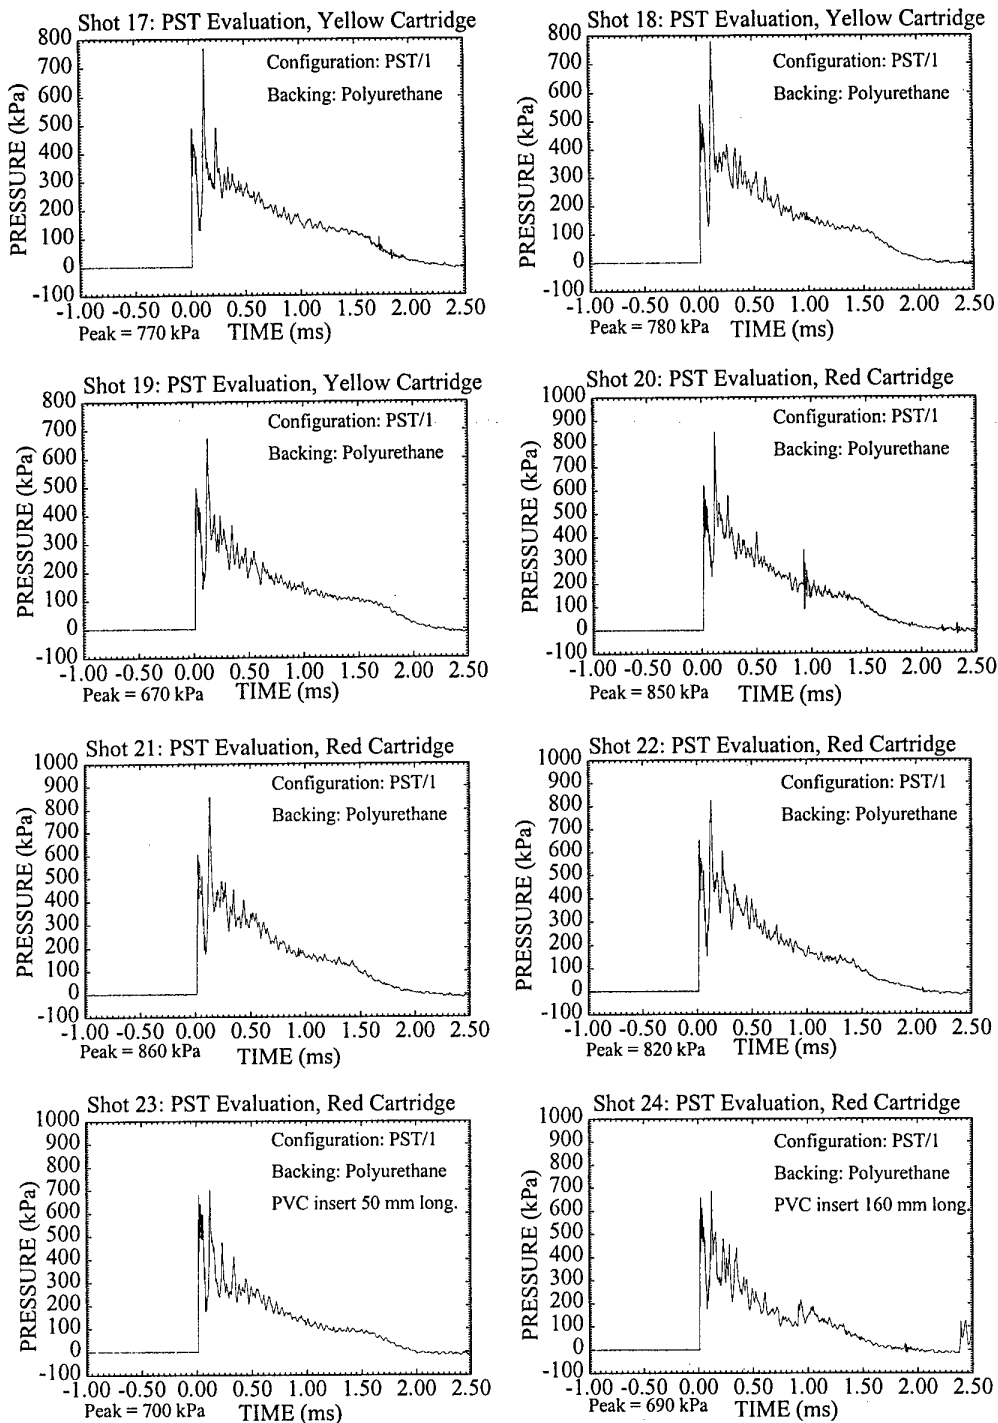 Shot 17: PST Evaluation, Yellow Cartridge
800
700
600
500
400
300
200
100
0
-100
PRESSURE (kPa)
Configuration: PST/1
Backing: Polyurethane
-1.00 -0.50 0.00 0.50 1.00 1.50 2.00 2.50
Peak = 770 kPa TIME (ms)
Shot 18: PST Evaluation, Yellow Cartridge
800
700
600
500
400
300
200
100
0
-100
PRESSURE (kPa)
Configuration: PST/1
Backing: Polyurethane
-1.00 -0.50 0.00 0.50 1.00 1.50 2.00 2.50
Peak = 780 kPa TIME (ms)
Shot 19: PST Evaluation, Yellow Cartridge
800
700
600
500
400
300
200
100
0
-100
PRESSURE (kPa)
Configuration: PST/1
Backing: Polyurethane
-1.00 -0.50 0.00 0.50 1.00 1.50 2.00 2.50
Peak = 670 kPa TIME (ms)
Shot 20: PST Evaluation, Red Cartridge
1000
900
800
700
600
500
400
300
200
100
0
-100
PRESSURE (kPa)
Configuration: PST/1
Backing: Polyurethane
-1.00 -0.50 0.00 0.50 1.00 1.50 2.00 2.50
Peak = 850 kPa TIME (ms)
Shot 21: PST Evaluation, Red Cartridge
1000
900
800
700
600
500
400
300
200
100
0
-100
PRESSURE (kPa)
Configuration: PST/1
Backing: Polyurethane
-1.00 -0.50 0.00 0.50 1.00 1.50 2.00 2.50
Peak = 860 kPa TIME (ms)
Shot 22: PST Evaluation, Red Cartridge
1000
900
800
700
600
500
400
300
200
100
0
-100
PRESSURE (kPa)
Configuration: PST/1
Backing: Polyurethane
-1.00 -0.50 0.00 0.50 1.00 1.50 2.00 2.50
Peak = 820 kPa TIME (ms)
Shot 23: PST Evaluation, Red Cartridge
1000
900
800
700
600
500
400
300
200
100
0
-100
PRESSURE (kPa)
Configuration: PST/1
Backing: Polyurethane
PVC insert 50 mm long.
-1.00 -0.50 0.00 0.50 1.00 1.50 2.00 2.50
Peak = 700 kPa TIME (ms)
Shot 24: PST Evaluation, Red Cartridge
1000
900
800
700
600
500
400
300
200
100
0
-100
PRESSURE (kPa)
Configuration: PST/1
Backing: Polyurethane
PVC insert 160 mm long.
-1.00 -0.50 0.00 0.50 1.00 1.50 2.00 2.50
Peak = 690 kPa TIME (ms)